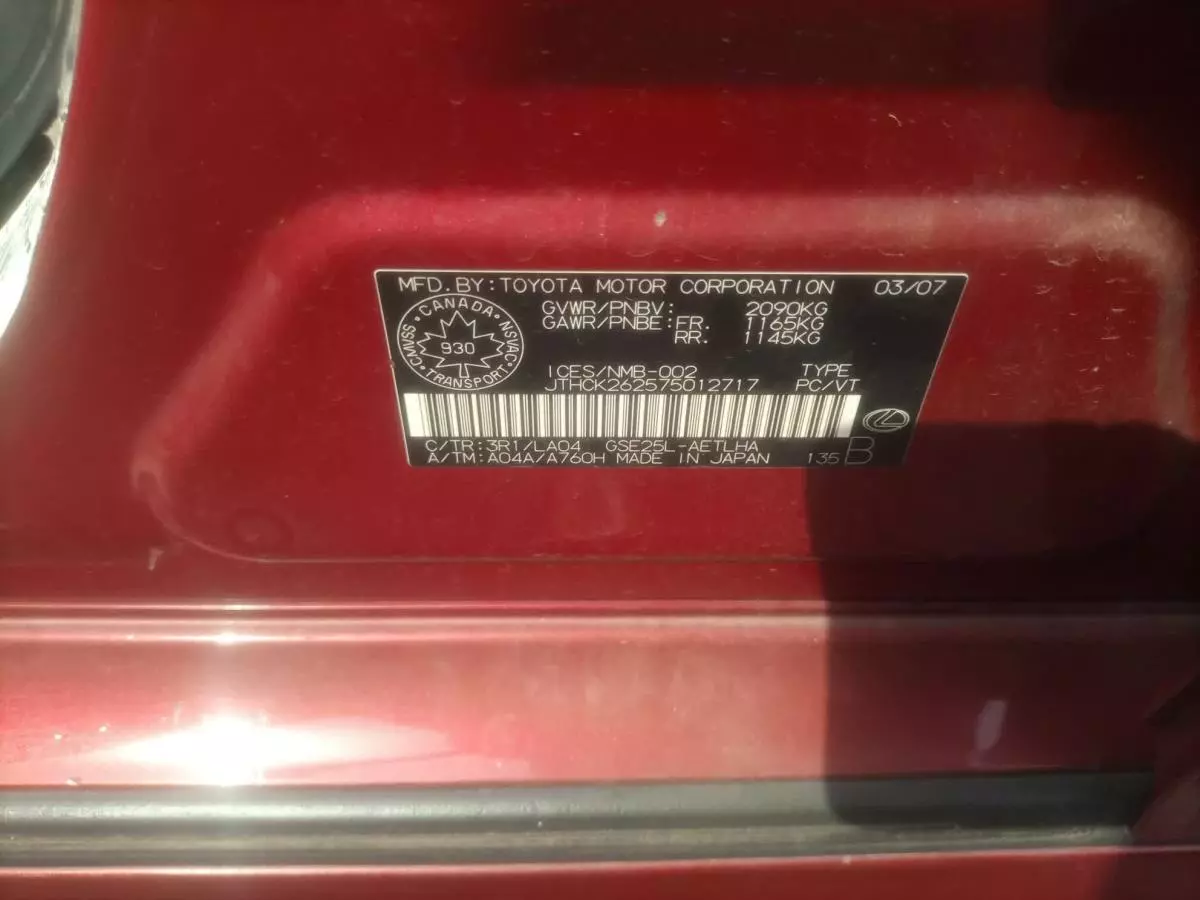 MFD.BY:TOYOTA MOTOR CORPORATION 03/07
GVWR/PNBV: 2090KG
GAWR/PNBE:FR. 1165KG
RR. 1145KG
CANADA
CMVSS NSVAC
930
TRANSPORT
ICES/NMB-002 TYPE
JTHCK262575012717 PC/VT
C/TR:3R1/LA04 GSE25L-AETLHA
A/TM:A04A/A760H MADE IN JAPAN 135 B